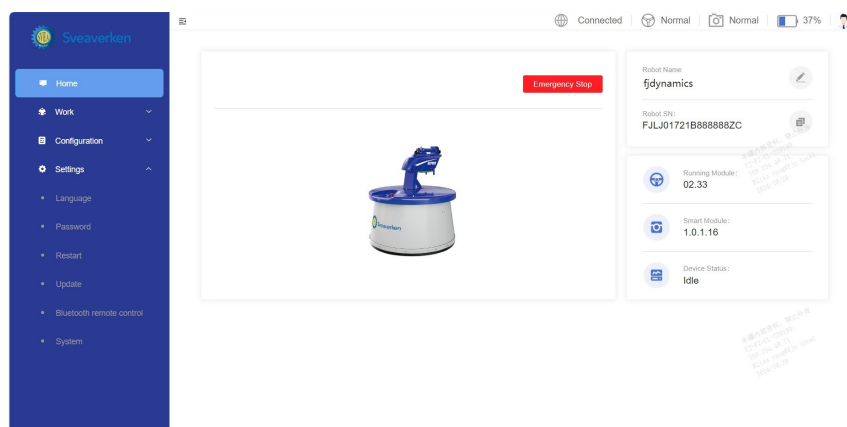 Sveaverken
Connected
Normal
Normal
37%
Home
Work
Configuration
Settings
Language
Password
Restart
Update
Bluetooth remote control
System
Emergency Stop
Sveaverken
Robot Name
fjdynamics
Robot SN:
FJLJ01721B888888ZC
Running Module:
02.33
Smart Module:
1.0.1.16
Device Status:
Idle